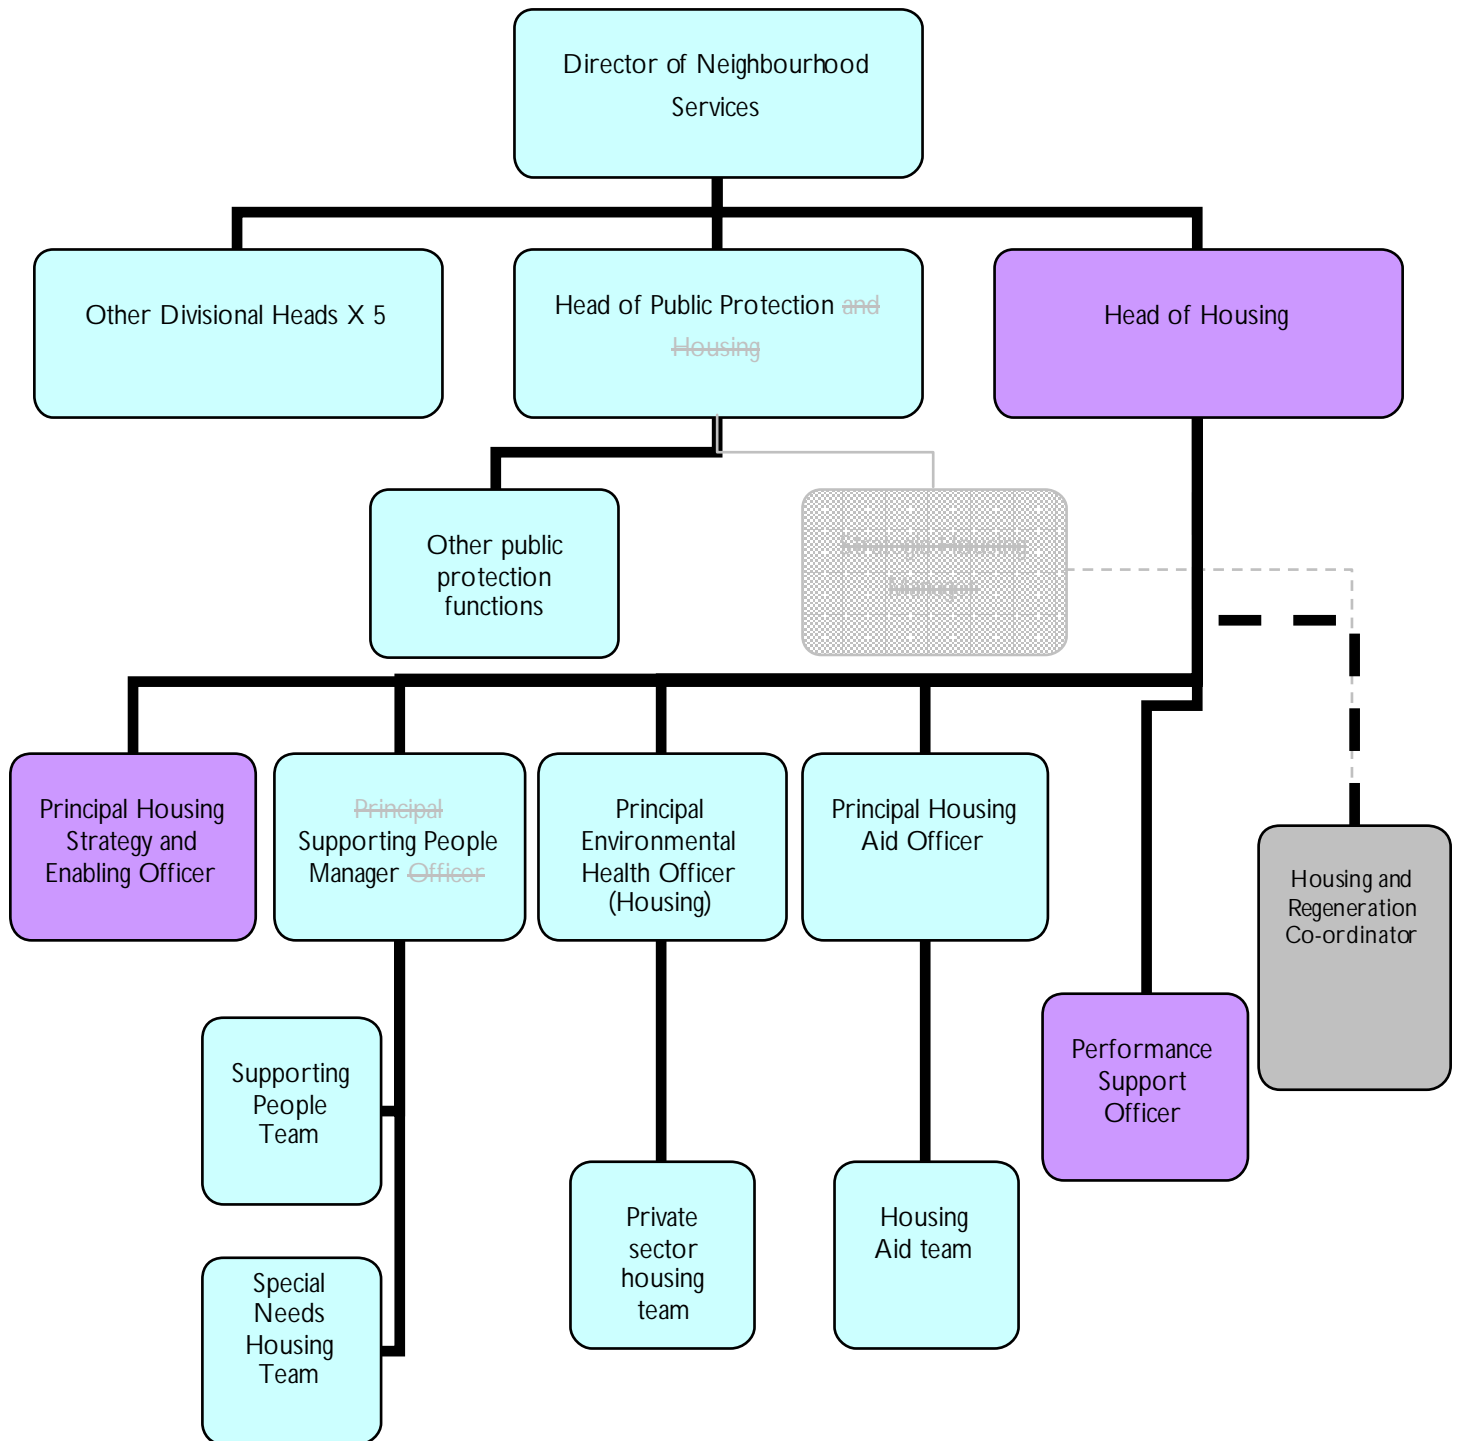 Director of Neighbourhood
Services
Other Divisional Heads X 5
Head of Public Protection and
Housing
Head of Housing
Other public
protection
functions
Strategic Housing
Manager
Principal Housing
Strategy and
Enabling Officer
Principal
Supporting People
Manager Officer
Principal
Environmental
Health Officer
(Housing)
Principal Housing
Aid Officer
Housing and
Regeneration
Co-ordinator
Performance
Support
Officer
Supporting
People
Team
Private
sector
housing
team
Housing
Aid team
Special
Needs
Housing
Team